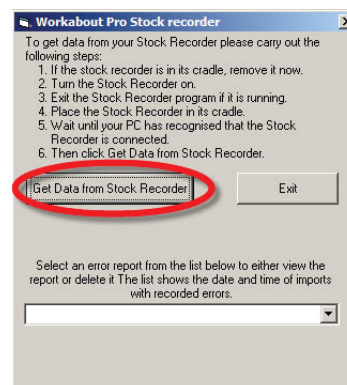 Workabout Pro Stock recorder
To get data from your Stock Recorder please carry out the
following steps:
1. If the stock recorder is in its cradle, remove it now.
2. Turn the Stock Recorder on.
3. Exit the Stock Recorder program if it is running.
4. Place the Stock Recorder in its cradle.
5. Wait until your PC has recognised that the Stock
Recorder is connected.
6. Then click Get Data from Stock Recorder.
Get Data from Stock Recorder Exit
Select an error report from the list below to either view the
report or delete it The list shows the date and time of imports
with recorded errors.